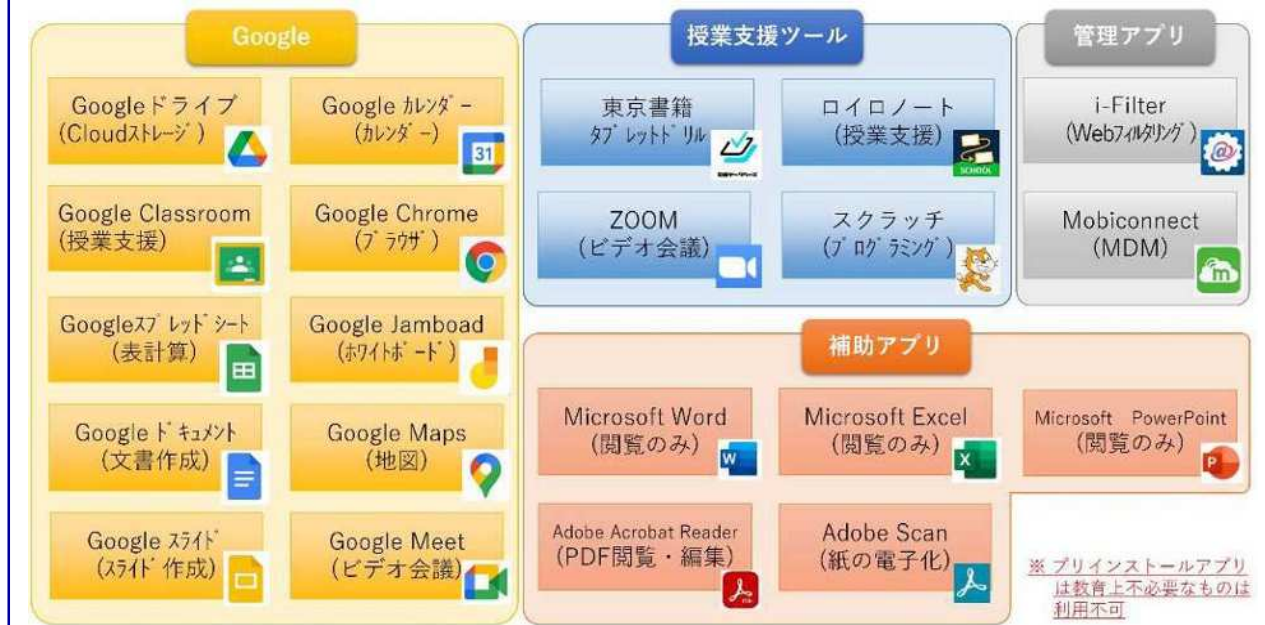 Google
Googleドライブ
(Cloudストレージ)
Google カレンダー
(カレンダー)
31
Google Classroom
(授業支援)
Google Chrome
(ブラウザ)
Googleスプレッドシート
(表計算)
Google Jamboad
(ホワイトボード)
Googleドキュメント
(文書作成)
Google Maps
(地図)
Google スライド
(スライド作成)
Google Meet
(ビデオ会議)
授業支援ツール
東京書籍
タブレットドリル
ロイロノート
(授業支援)
SCHOOL
ZOOM
(ビデオ会議)
スクラッチ
(プログラミング)
管理アプリ
i-Filter
(Webフィルタリング)
@
Mobiconnect
(MDM)
m
補助アプリ
Microsoft Word
(閲覧のみ)
W
Microsoft Excel
(閲覧のみ)
X
Microsoft PowerPoint
(閲覧のみ)
P
Adobe Acrobat Reader
(PDF閲覧・編集)
Adobe Scan
(紙の電子化)
※ プリインストールアプリ
は教育上不必要なものは
利用不可